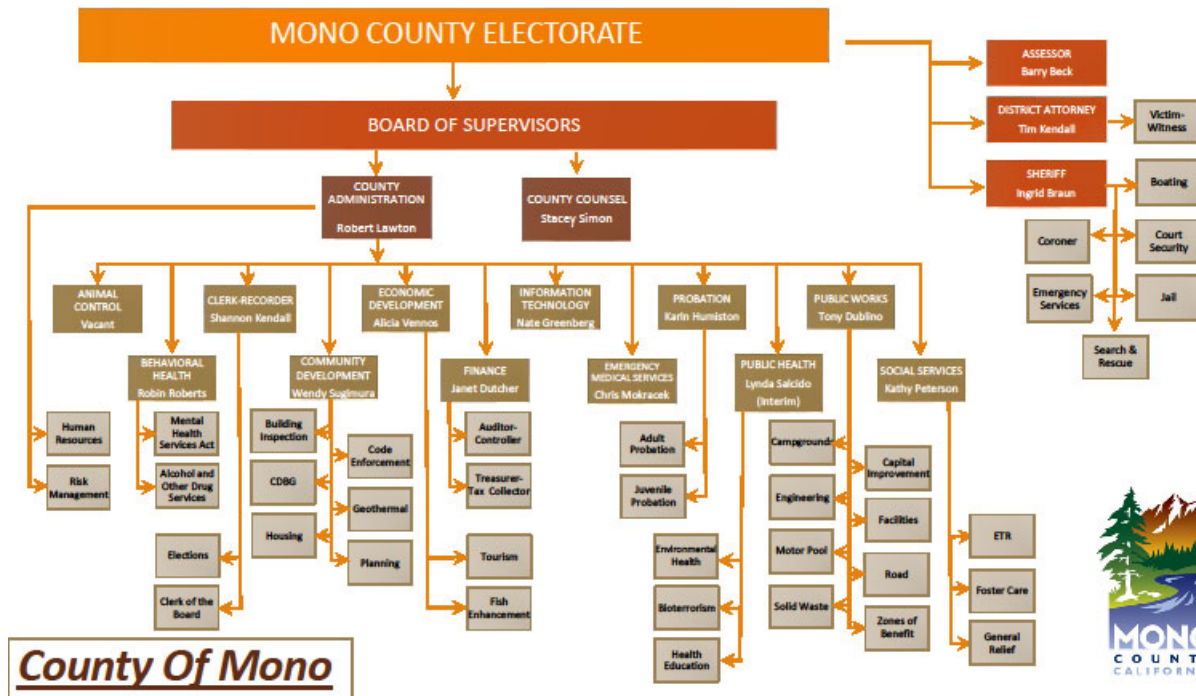 MONO COUNTY ELECTORATE
ASSESSOR
Barry Beck
DISTRICT ATTORNEY
Tim Kendall
Victim-
Witness
BOARD OF SUPERVISORS
SHERIFF
Ingrid Braun
Boating
COUNTY
ADMINISTRATION
Robert Lawton
COUNTY COUNSEL
Stacey Simon
Coroner
Court
Security
Emergency
Services
Jail
Search &
Rescue
ANIMAL
CONTROL
Vacant
CLERK-RECORDER
Shannon Kendall
ECONOMIC
DEVELOPMENT
Alicia Vennos
INFORMATION
TECHNOLOGY
Nate Greenberg
PROBATION
Karin Humiston
PUBLIC WORKS
Tony Dublino
BEHAVIORAL
HEALTH
Robin Roberts
COMMUNITY
DEVELOPMENT
Wendy Sugimura
FINANCE
Janet Dutcher
EMERGENCY
MEDICAL SERVICES
Chris Mokracek
PUBLIC HEALTH
Lynda Salcido
(Interim)
SOCIAL SERVICES
Kathy Peterson
Human
Resources
Risk
Management
Mental
Health
Services Act
Alcohol and
Other Drug
Services
Elections
Clerk of the
Board
Building
Inspection
CDBG
Housing
Code
Enforcement
Geothermal
Planning
Auditor-
Controller
Treasurer-
Tax Collector
Tourism
Fish
Enhancement
Adult
Probation
Juvenile
Probation
Environmental
Health
Bioterrorism
Health
Education
Campgrounds
Engineering
Motor Pool
Solid Waste
Capital
Improvement
Facilities
Road
Zones of
Benefit
ETR
Foster Care
General
Relief
County Of Mono
MONO
COUNT
CALIFORN